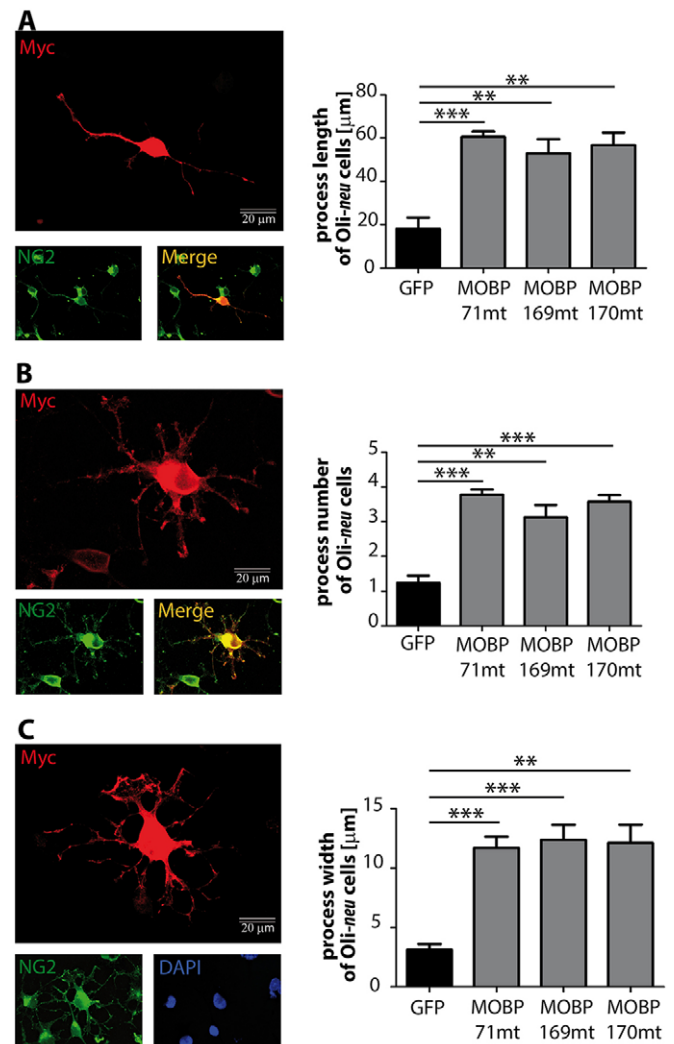 A
Myc
20 μm
NG2
Merge
process length
of Oli-neu cells [μm]
80
60
40
20
0
**
**
***
GFP
MOBP
71mt
MOBP
169mt
MOBP
170mt
B
Myc
20 μm
NG2
Merge
process number
of Oli-neu cells
5
4
3
2
1
0
***
**
***
GFP
MOBP
71mt
MOBP
169mt
MOBP
170mt
C
Myc
20 μm
NG2
DAPI
process width
of Oli-neu cells [μm]
15
10
5
0
**
***
***
GFP
MOBP
71mt
MOBP
169mt
MOBP
170mt